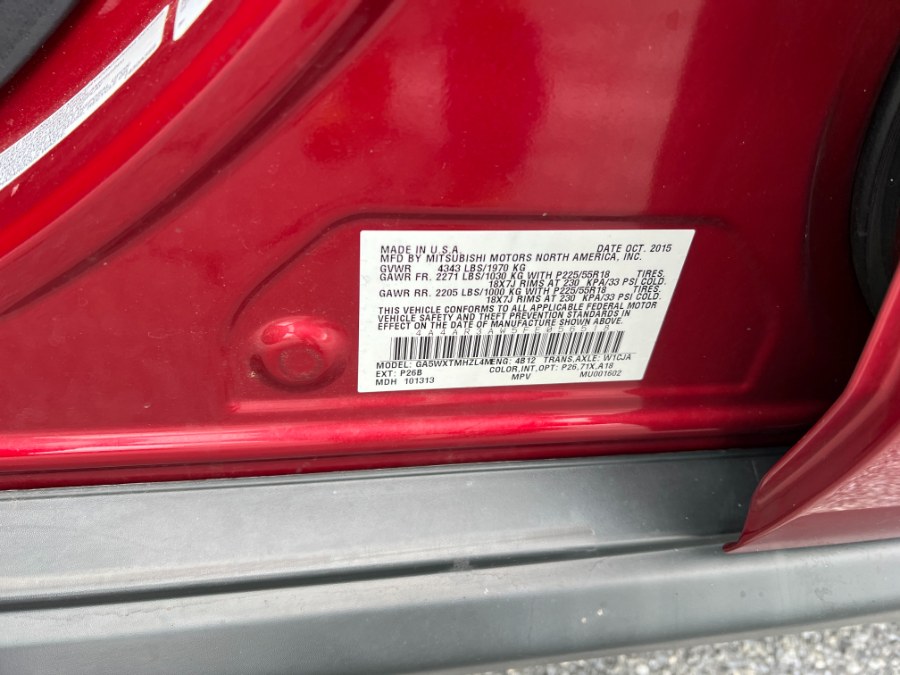 MADE IN U.S.A. DATE OCT. 2015
MFD BY MITSUBISHI MOTORS NORTH AMERICA, INC.
GVWR 4343 LBS/1970 KG
GAWR FR. 2271 LBS/1030 KG WITH P225/55R18 TIRES,
18X7J RIMS AT 230 KPA/33 PSI COLD.
GAWR RR. 2205 LBS/1000 KG WITH P225/55R18 TIRES,
18X7J RIMS AT 230 KPA/33 PSI COLD.
THIS VEHICLE CONFORMS TO ALL APPLICABLE FEDERAL MOTOR
VEHICLE SAFETY AND THEFT PREVENTION STANDARDS IN
EFFECT ON THE DATE OF MANUFACTURE SHOWN ABOVE.
MODEL: GA5WXTMHZL4M ENG: 4B12 TRANS,AXLE: W1CJA
EXT: P26B COLOR,INT,OPT: P26,71X,A18
MDH 101313 MPV MU001602